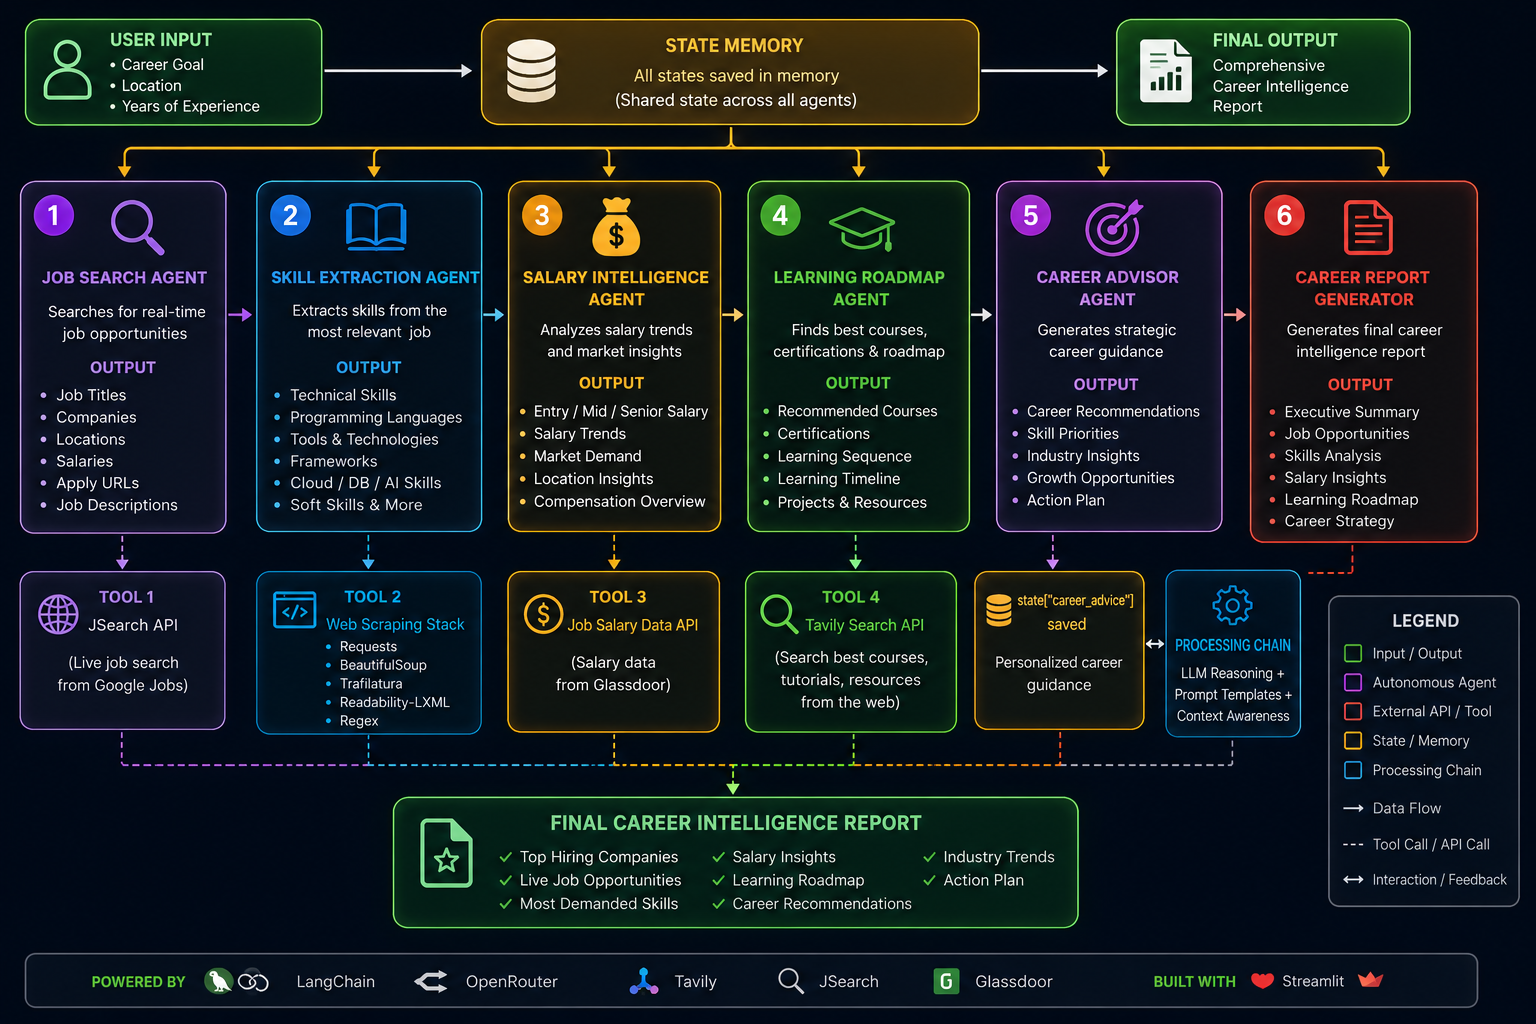 USER INPUT
• Career Goal
• Location
• Years of Experience
STATE MEMORY
All states saved in memory
(Shared state across all agents)
FINAL OUTPUT
Comprehensive
Career Intelligence
Report
1
JOB SEARCH AGENT
Searches for real-time
job opportunities
OUTPUT
• Job Titles
• Companies
• Locations
• Salaries
• Apply URLs
• Job Descriptions
2
SKILL EXTRACTION AGENT
Extracts skills from the
most relevant job
OUTPUT
• Technical Skills
• Programming Languages
• Tools & Technologies
• Frameworks
• Cloud / DB / AI Skills
• Soft Skills & More
3
$
SALARY INTELLIGENCE
AGENT
Analyzes salary trends
and market insights
OUTPUT
• Entry / Mid / Senior Salary
• Salary Trends
• Market Demand
• Location Insights
• Compensation Overview
4
LEARNING ROADMAP
AGENT
Finds best courses,
certifications & roadmap
OUTPUT
• Recommended Courses
• Certifications
• Learning Sequence
• Learning Timeline
• Projects & Resources
5
CAREER ADVISOR
AGENT
Generates strategic
career guidance
OUTPUT
• Career Recommendations
• Skill Priorities
• Industry Insights
• Growth Opportunities
• Action Plan
6
CAREER REPORT
GENERATOR
Generates final career
intelligence report
OUTPUT
• Executive Summary
• Job Opportunities
• Skills Analysis
• Salary Insights
• Learning Roadmap
• Career Strategy
TOOL 1
JSearch API
(Live job search
from Google Jobs)
</>
TOOL 2
Web Scraping Stack
• Requests
• BeautifulSoup
• Trafilatura
• Readability-LXML
• Regex
$
TOOL 3
Job Salary Data API
(Salary data
from Glassdoor)
TOOL 4
Tavily Search API
(Search best courses,
tutorials, resources
from the web)
state["career_advice"]
saved
Personalized career
guidance
PROCESSING CHAIN
LLM Reasoning +
Prompt Templates +
Context Awareness
LEGEND
Input / Output
Autonomous Agent
External API / Tool
State / Memory
Processing Chain
Data Flow
Tool Call / API Call
Interaction / Feedback
FINAL CAREER INTELLIGENCE REPORT
✓ Top Hiring Companies
✓ Live Job Opportunities
✓ Most Demanded Skills
✓ Salary Insights
✓ Learning Roadmap
✓ Career Recommendations
✓ Industry Trends
✓ Action Plan
POWERED BY
LangChain
OpenRouter
Tavily
JSearch
G
Glassdoor
BUILT WITH
Streamlit